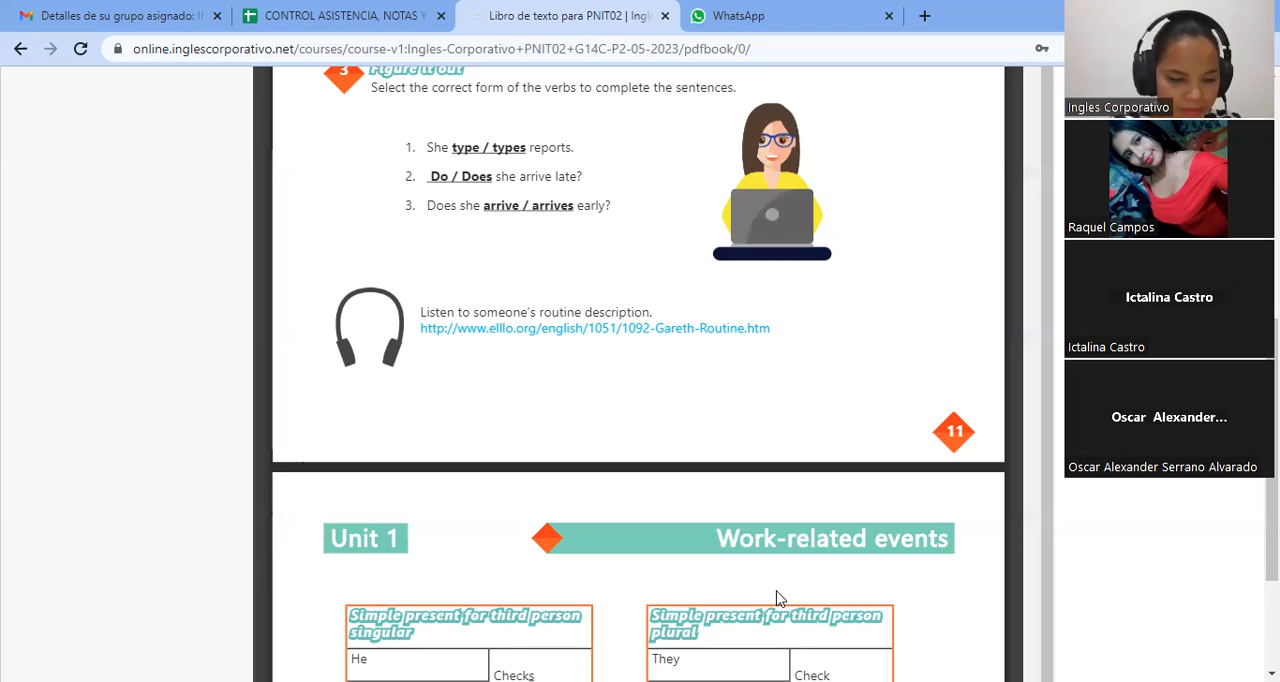 Detalles de su grupo asignado: I
CONTROL ASISTENCIA, NOTAS Y
Libro de texto para PNIT02 | Ingl
WhatsApp
online.inglescorporativo.net/courses/course-v1:Ingles-Corporativo+PNIT02+G14C-P2-05-2023/pdfbook/0/
3 Figure it out
Select the correct form of the verbs to complete the sentences.
1. She type / types reports.
2. Do / Does she arrive late?
3. Does she arrive / arrives early?
Listen to someone's routine description.
http://www.elllo.org/english/1051/1092-Gareth-Routine.htm
11
Unit 1
Work-related events
Simple present for third person
singular
He
Checks
Simple present for third person
plural
They
Check
Ingles Corporativo
Raquel Campos
Ictalina Castro
Ictalina Castro
Oscar Alexander...
Oscar Alexander Serrano Alvarado